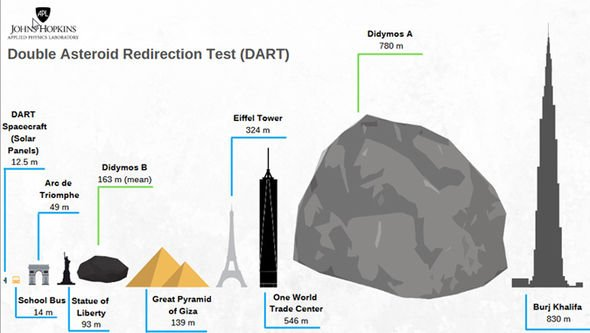 APL
JOHNS HOPKINS
APPLIED PHYSICS LABORATORY
Double Asteroid Redirection Test (DART)
Didymos A
780 m
DART
Spacecraft
(Solar
Panels)
12.5 m
Eiffel Tower
324 m
Didymos B
163 m (mean)
Arc de
Triomphe
49 m
School Bus
14 m
Statue of
Liberty
93 m
Great Pyramid
of Giza
139 m
One World
Trade Center
546 m
Burj Khalifa
830 m